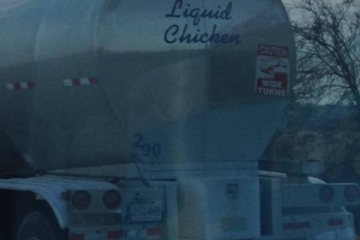 Liquid
Chicken
CAUTION
WIDE
TURNS
290